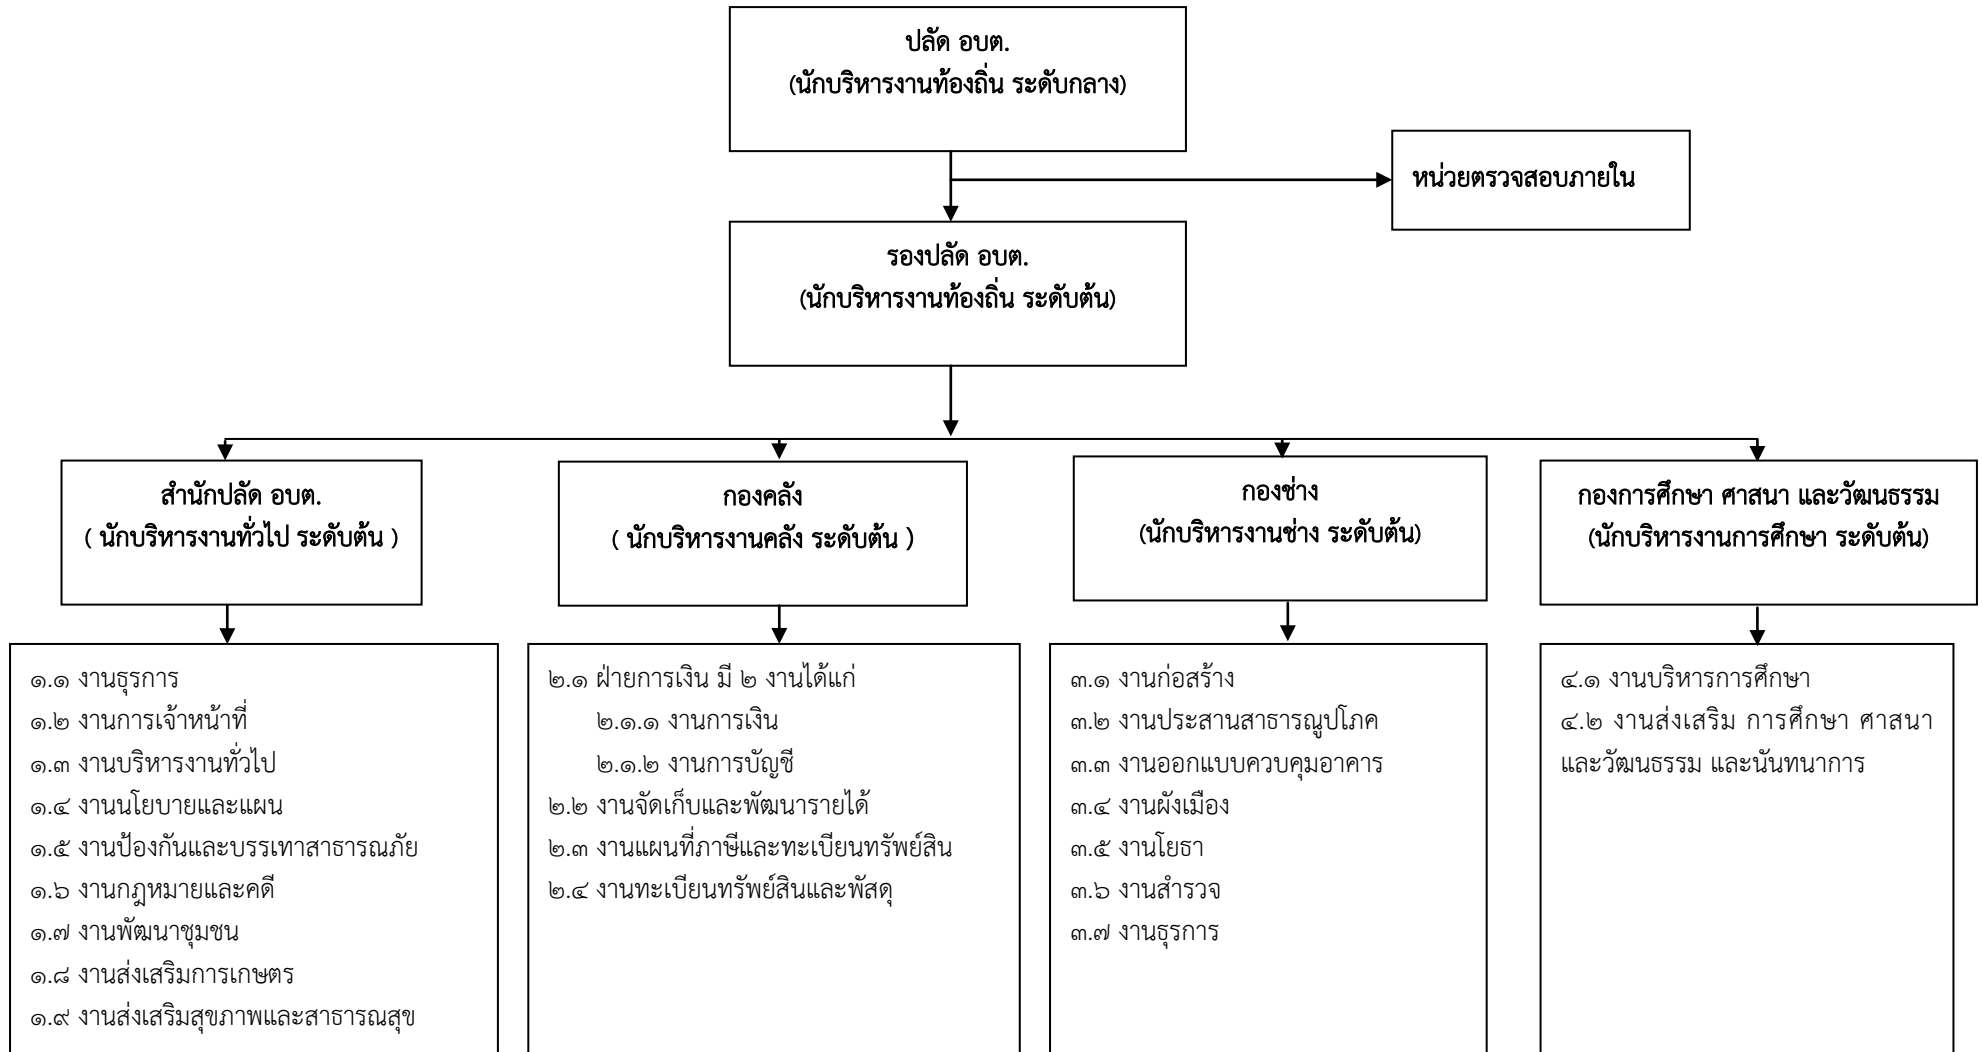 ปลัด อบต.
(นักบริหารงานท้องถิ่น ระดับกลาง)
หน่วยตรวจสอบภายใน
รองปลัด อบต.
(นักบริหารงานท้องถิ่น ระดับต้น)
สำนักปลัด อบต.
( นักบริหารงานทั่วไป ระดับต้น )
กองคลัง
( นักบริหารงานคลัง ระดับต้น )
กองช่าง
(นักบริหารงานช่าง ระดับต้น)
กองการศึกษา ศาสนา และวัฒนธรรม
(นักบริหารงานการศึกษา ระดับต้น)
๑.๑ งานธุรการ
๑.๒ งานการเจ้าหน้าที่
๑.๓ งานบริหารงานทั่วไป
๑.๔ งานนโยบายและแผน
๑.๕ งานป้องกันและบรรเทาสาธารณภัย
๑.๖ งานกฎหมายและคดี
๑.๗ งานพัฒนาชุมชน
๑.๘ งานส่งเสริมการเกษตร
๑.๙ งานส่งเสริมสุขภาพและสาธารณสุข
๒.๑ ฝ่ายการเงิน มี ๒ งานได้แก่
๒.๑.๑ งานการเงิน
๒.๑.๒ งานการบัญชี
๒.๒ งานจัดเก็บและพัฒนารายได้
๒.๓ งานแผนที่ภาษีและทะเบียนทรัพย์สิน
๒.๔ งานทะเบียนทรัพย์สินและพัสดุ
๓.๑ งานก่อสร้าง
๓.๒ งานประสานสาธารณูปโภค
๓.๓ งานออกแบบควบคุมอาคาร
๓.๔ งานผังเมือง
๓.๕ งานโยธา
๓.๖ งานสำรวจ
๓.๗ งานธุรการ
๔.๑ งานบริหารการศึกษา
๔.๒ งานส่งเสริม การศึกษา ศาสนา
และวัฒนธรรม และนันทนาการ